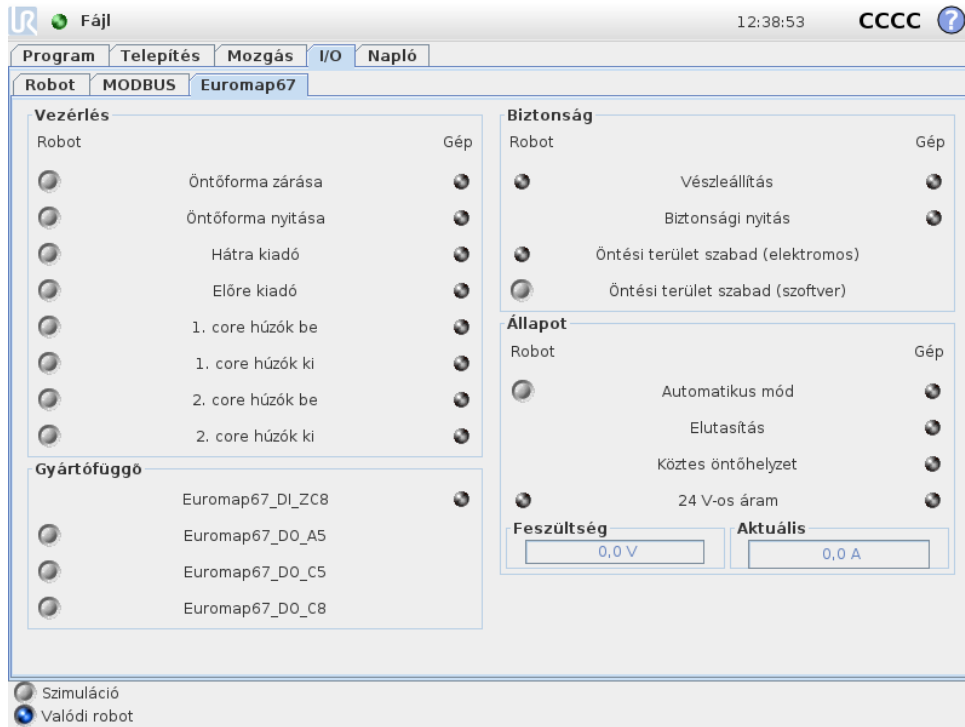 UR Fájl 12:38:53 CCCC ?
Program Telepítés Mozgás I/O Napló
Robot MODBUS Euromap67
Vezérlés
Robot Gép
Öntőforma zárása
Öntőforma nyitása
Hátra kiadó
Előre kiadó
1. core húzók be
1. core húzók ki
2. core húzók be
2. core húzók ki
Gyártófüggő
Euromap67_DI_ZC8
Euromap67_DO_A5
Euromap67_DO_C5
Euromap67_DO_C8
Biztonság
Robot Gép
Vészleállítás
Biztonsági nyitás
Öntési terület szabad (elektromos)
Öntési terület szabad (szoftver)
Állapot
Robot Gép
Automatikus mód
Elutasítás
Köztes öntőhelyzet
24 V-os áram
Feszültség Aktuális
0,0 V 0,0 A
Szimuláció
Valódi robot